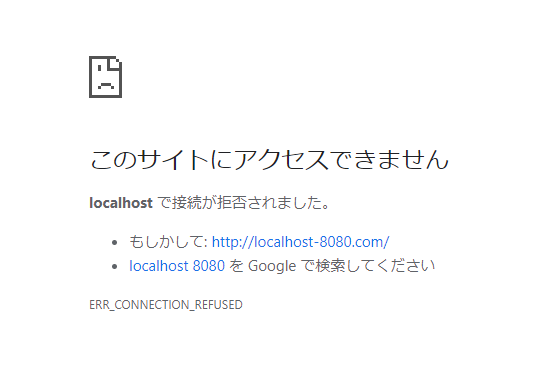 このサイトにアクセスできません
localhost で接続が拒否されました。
もしかして: http://localhost-8080.com/
localhost 8080 を Google で検索してください
ERR_CONNECTION_REFUSED